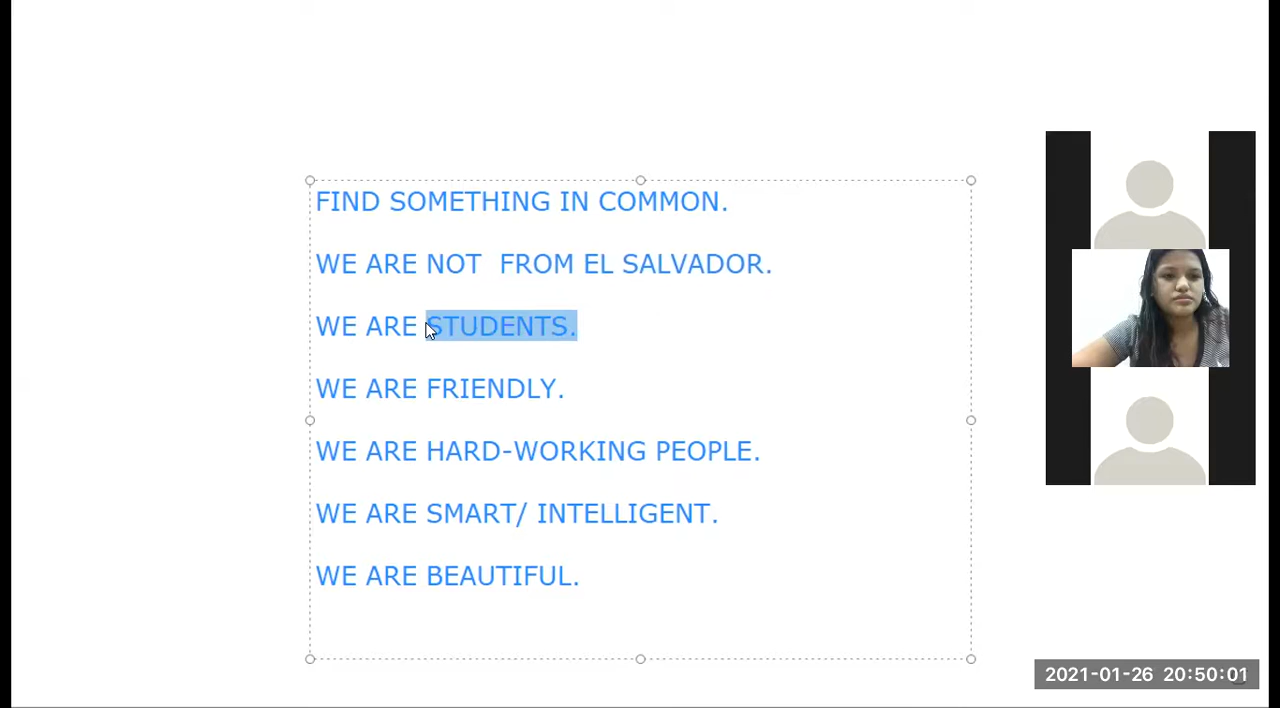 FIND SOMETHING IN COMMON.
WE ARE NOT  FROM EL SALVADOR.
WE ARE STUDENTS.
WE ARE FRIENDLY.
WE ARE HARD-WORKING PEOPLE.
WE ARE SMART/ INTELLIGENT.
WE ARE BEAUTIFUL.
2021-01-26  20:50:01